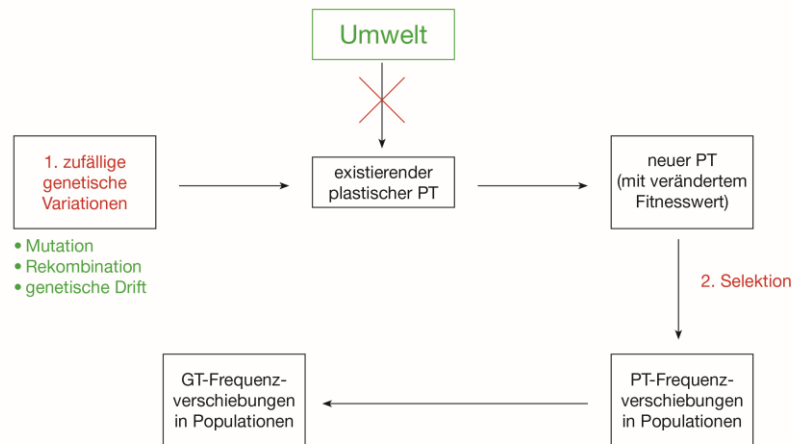 Umwelt
1. zufällige
genetische
Variationen
existierender
plastischer PT
neuer PT
(mit verändertem
Fitnesswert)
• Mutation
• Rekombination
• genetische Drift
2. Selektion
GT-Frequenz-
verschiebungen
in Populationen
PT-Frequenz-
verschiebungen
in Populationen